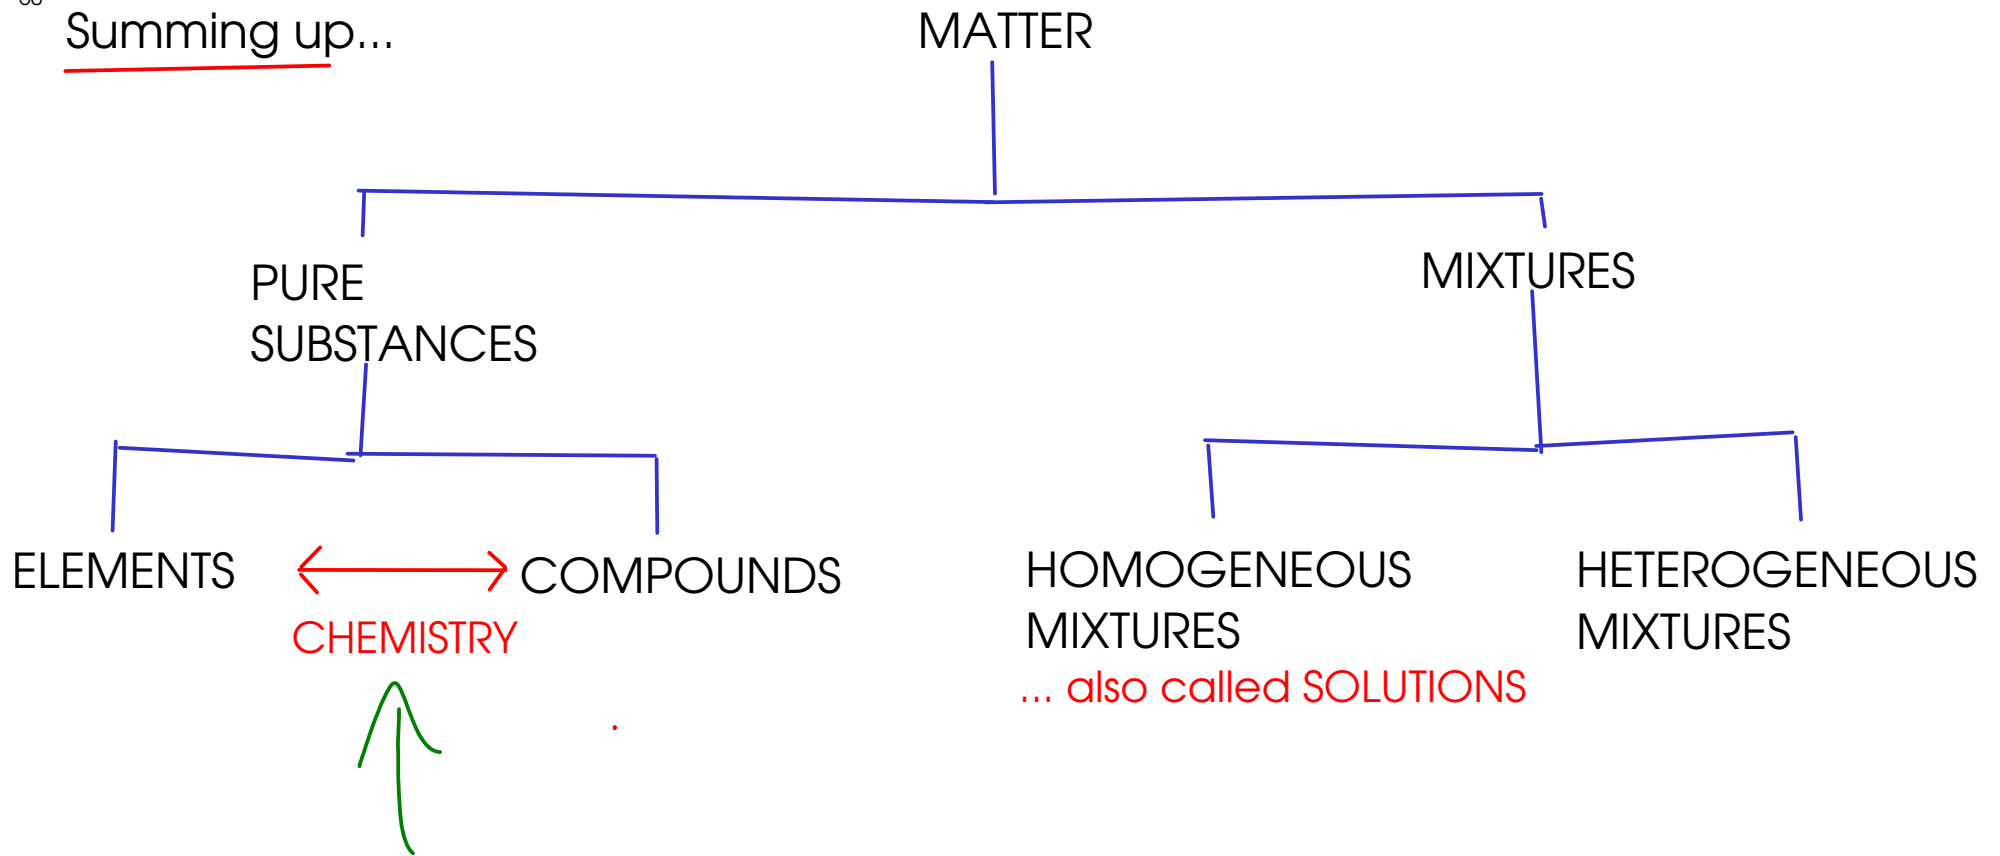 Summing up...
MATTER
PURE
SUBSTANCES
MIXTURES
ELEMENTS
COMPOUNDS
CHEMISTRY
HOMOGENEOUS
MIXTURES
... also called SOLUTIONS
HETEROGENEOUS
MIXTURES